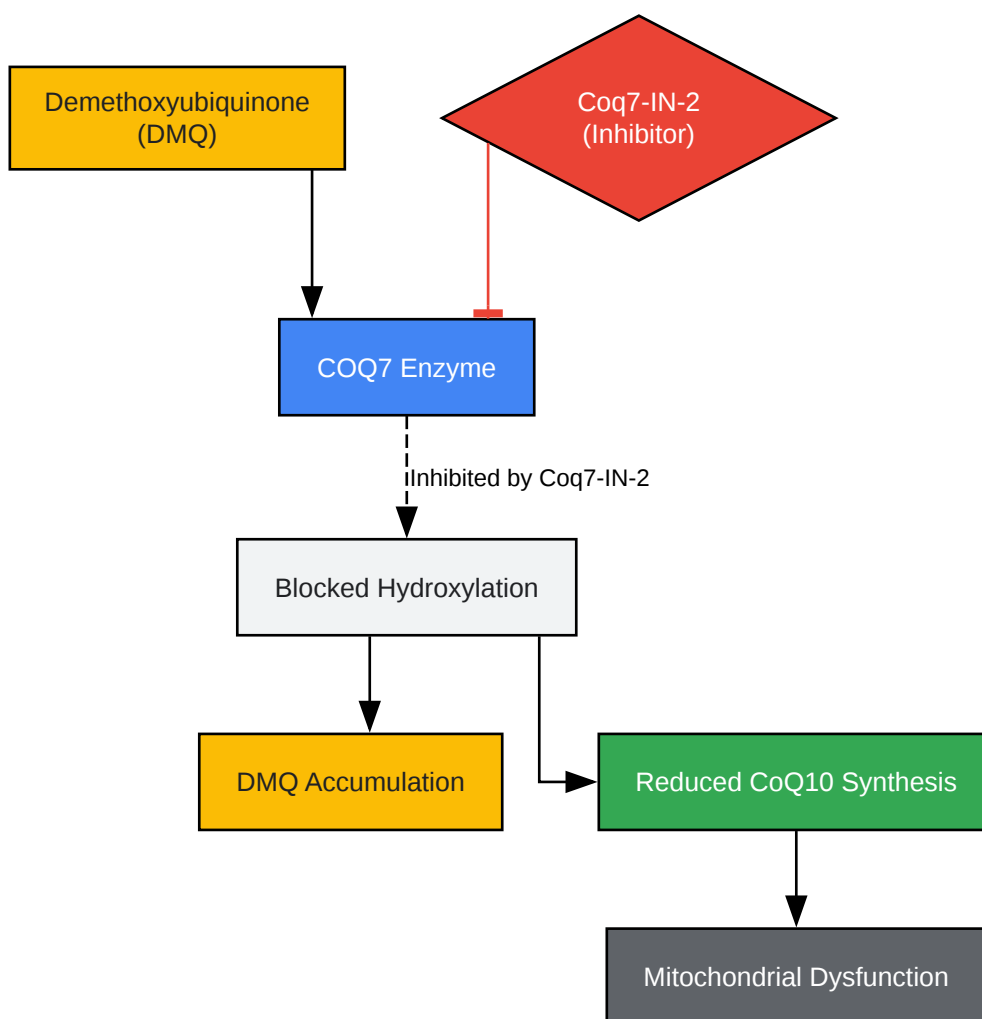 Demethoxyubiquinone
(DMQ)
Coq7-IN-2
(Inhibitor)
COQ7 Enzyme
Inhibited by Coq7-IN-2
Blocked Hydroxylation
DMQ Accumulation
Reduced CoQ10 Synthesis
Mitochondrial Dysfunction